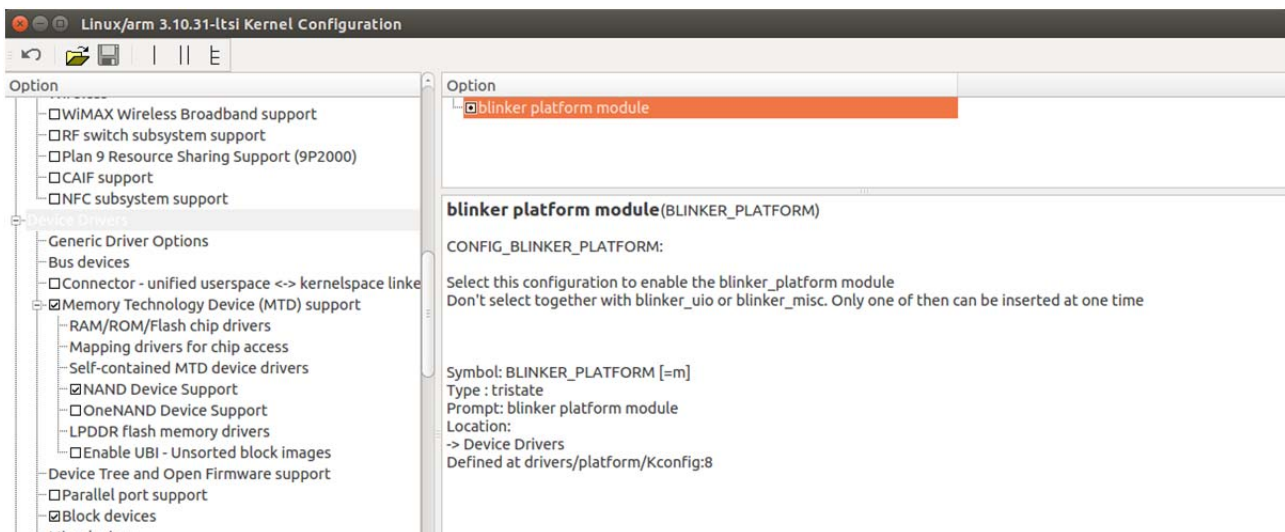 Linux/arm 3.10.31-ltsi Kernel Configuration
Option
WiMAX Wireless Broadband support
RF switch subsystem support
Plan 9 Resource Sharing Support (9P2000)
CAIF support
NFC subsystem support
Device Drivers
Generic Driver Options
Bus devices
Connector - unified userspace <-> kernelspace linke
Memory Technology Device (MTD) support
RAM/ROM/Flash chip drivers
Mapping drivers for chip access
Self-contained MTD device drivers
NAND Device Support
OneNAND Device Support
LPDDR flash memory drivers
Enable UBI - Unsorted block images
Device Tree and Open Firmware support
Parallel port support
Block devices
Option
blinker platform module
blinker platform module(BLINKER_PLATFORM)
CONFIG_BLINKER_PLATFORM:
Select this configuration to enable the blinker_platform module
Don't select together with blinker_uio or blinker_misc. Only one of then can be inserted at one time
Symbol: BLINKER_PLATFORM [=m]
Type : tristate
Prompt: blinker platform module
Location:
-> Device Drivers
Defined at drivers/platform/Kconfig:8